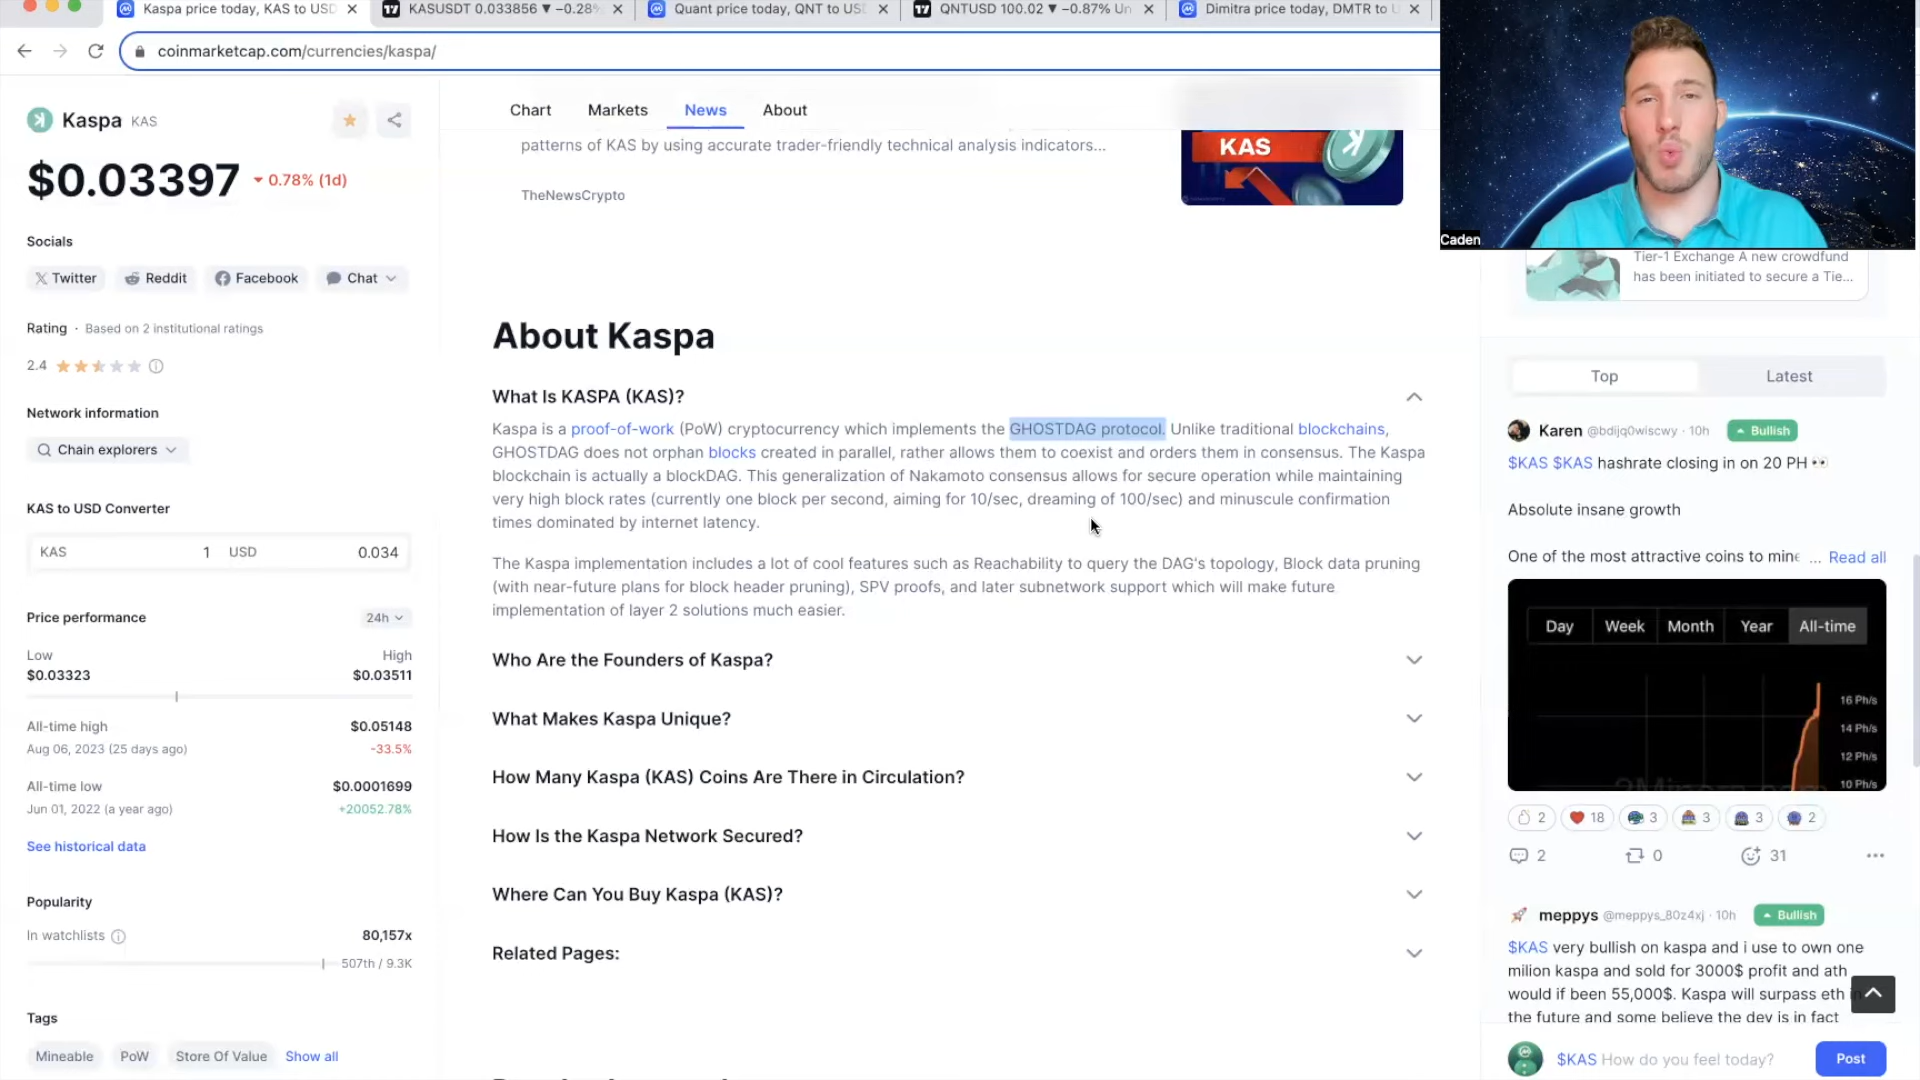 Kaspa price today, KAS to USD
KASUSDT 0.033856 ▼ −0.28%
Quant price today, QNT to US
QNTUSD 100.02 ▼ −0.87% Un
Dimitra price today, DMTR to U
coinmarketcap.com/currencies/kaspa/
Kaspa KAS
$0.03397 0.78% (1d)
Socials
Twitter Reddit Facebook Chat
Rating · Based on 2 institutional ratings
2.4
Network information
Chain explorers
KAS to USD Converter
KAS 1 USD 0.034
Price performance 24h
Low High
$0.03323 $0.03511
All-time high $0.05148
Aug 06, 2023 (25 days ago) -33.5%
All-time low $0.0001699
Jun 01, 2022 (a year ago) +20052.78%
See historical data
Popularity
In watchlists 80,157x
507th / 9.3K
Tags
Mineable PoW Store Of Value Show all
Chart Markets News About
patterns of KAS by using accurate trader-friendly technical analysis indicators...
TheNewsCrypto
KAS
About Kaspa
What Is KASPA (KAS)?
Kaspa is a proof-of-work (PoW) cryptocurrency which implements the GHOSTDAG protocol. Unlike traditional blockchains,
GHOSTDAG does not orphan blocks created in parallel, rather allows them to coexist and orders them in consensus. The Kaspa
blockchain is actually a blockDAG. This generalization of Nakamoto consensus allows for secure operation while maintaining
very high block rates (currently one block per second, aiming for 10/sec, dreaming of 100/sec) and minuscule confirmation
times dominated by internet latency.
The Kaspa implementation includes a lot of cool features such as Reachability to query the DAG's topology, Block data pruning
(with near-future plans for block header pruning), SPV proofs, and later subnetwork support which will make future
implementation of layer 2 solutions much easier.
Who Are the Founders of Kaspa?
What Makes Kaspa Unique?
How Many Kaspa (KAS) Coins Are There in Circulation?
How Is the Kaspa Network Secured?
Where Can You Buy Kaspa (KAS)?
Related Pages:
Caden
Tier-1 Exchange A new crowdfund
has been initiated to secure a Tie...
Top Latest
Karen @bdijq0wiscwy · 10h Bullish
$KAS $KAS hashrate closing in on 20 PH 👀
Absolute insane growth
One of the most attractive coins to mine ... Read all
Day Week Month Year All-time
16 Ph/s
14 Ph/s
12 Ph/s
10 Ph/s
2 18 3 3 3 2
2 0 31
meppys @meppys_80z4xj · 10h Bullish
$KAS very bullish on kaspa and i use to own one
milion kaspa and sold for 3000$ profit and ath
would if been 55,000$. Kaspa will surpass eth in
the future and some believe the dev is in fact
$KAS How do you feel today? Post